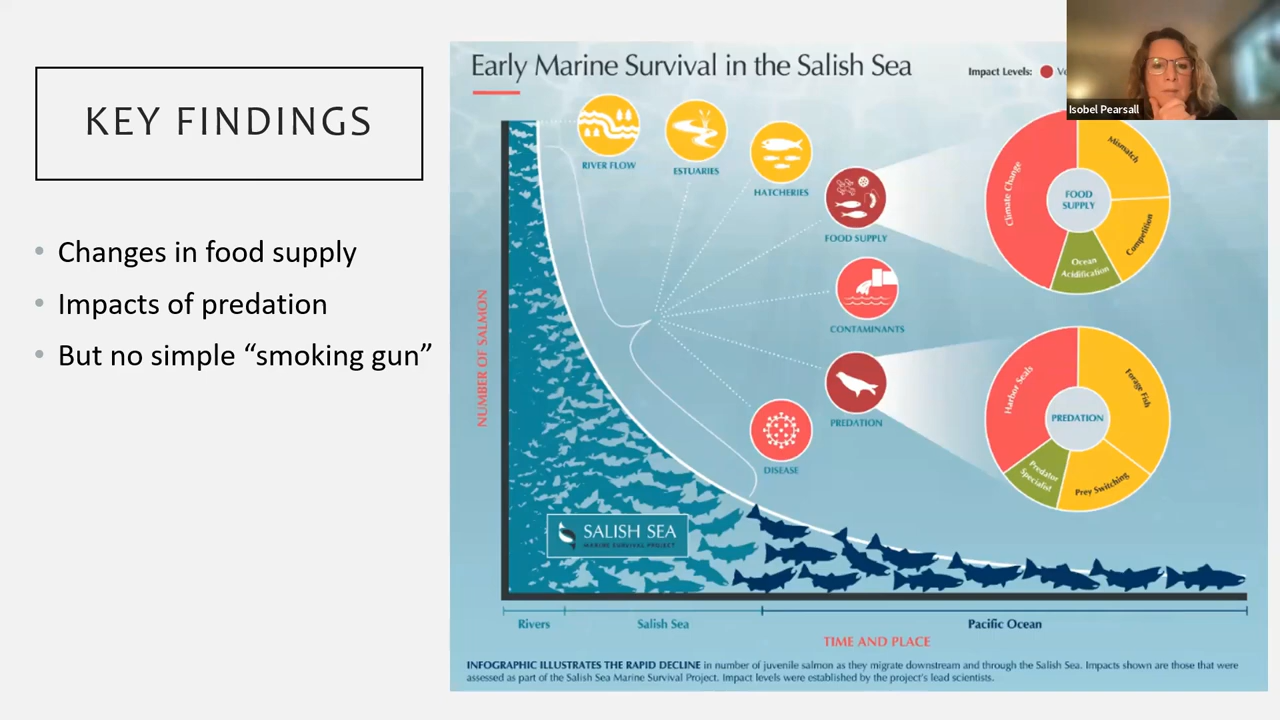 KEY FINDINGS
Changes in food supply
Impacts of predation
But no simple “smoking gun”
Early Marine Survival in the Salish Sea
Impact Levels:
Isobel Pearsall
RIVER FLOW
ESTUARIES
HATCHERIES
FOOD SUPPLY
CONTAMINANTS
PREDATION
DISEASE
Climate Change
Mismatch
FOOD
SUPPLY
Competition
Ocean
Acidification
Harbor Seals
Forage Fish
PREDATION
Predator
Specialist
Prey Switching
NUMBER OF SALMON
SALISH SEA
MARINE SURVIVAL PROJECT
Rivers
Salish Sea
Pacific Ocean
TIME AND PLACE
INFOGRAPHIC ILLUSTRATES THE RAPID DECLINE in number of juvenile salmon as they migrate downstream and through the Salish Sea. Impacts shown are those that were
assessed as part of the Salish Sea Marine Survival Project. Impact levels were established by the project's lead scientists.